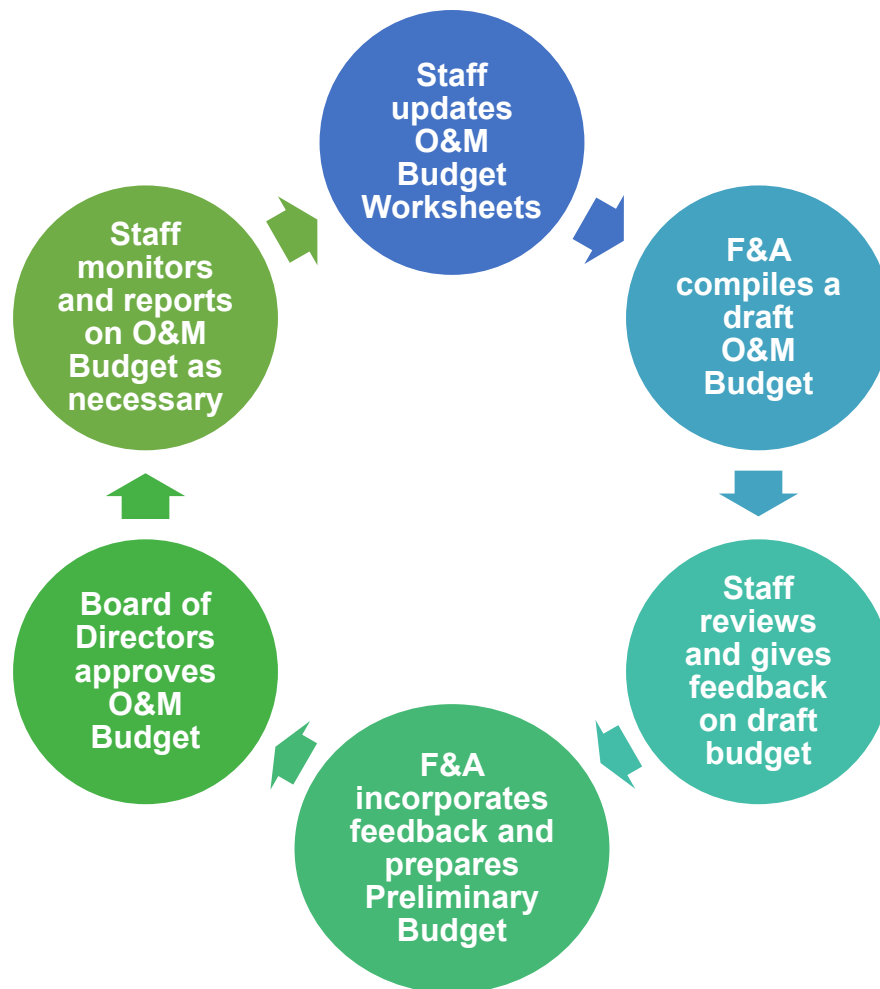 Staff
updates
O&M
Budget
Worksheets
F&A
compiles a
draft
O&M
Budget
Staff
reviews
and gives
feedback
on draft
budget
F&A
incorporates
feedback and
prepares
Preliminary
Budget
Board of
Directors
approves
O&M
Budget
Staff
monitors
and reports
on O&M
Budget as
necessary